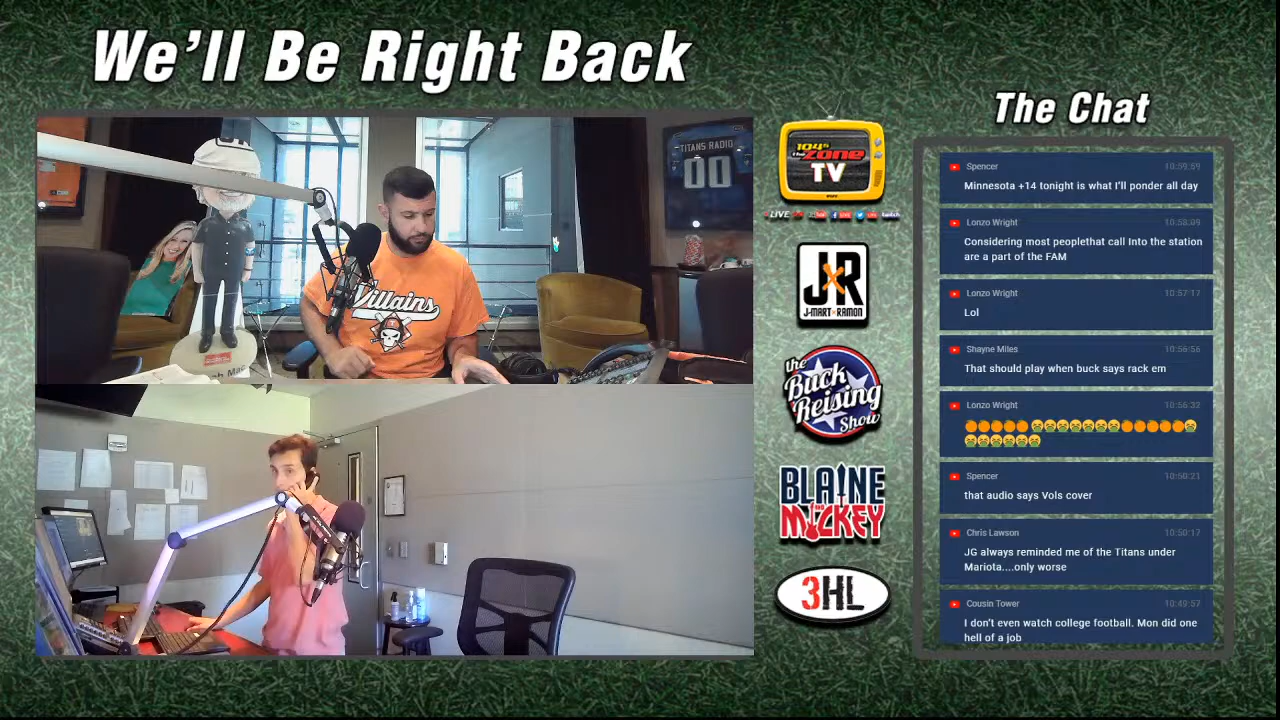 We'll Be Right Back
The Chat
TITANS RADIO
00
Villains
104.5
the zone
TV
LIVE
JxR
J-MART x RAMON
the
Buck
Reising
Show
BLAINE
AND
MICKEY
3HL
Spencer 10:59:59
Minnesota +14 tonight is what I'll ponder all day
Lonzo Wright 10:58:09
Considering most peoplethat call Into the station
are a part of the FAM
Lonzo Wright 10:57:17
Lol
Shayne Miles 10:56:56
That should play when buck says rack em
Lonzo Wright 10:56:32
Spencer 10:50:21
that audio says Vols cover
Chris Lawson 10:50:17
JG always reminded me of the Titans under
Mariota....only worse
Cousin Tower 10:49:57
I don't even watch college football. Mon did one
hell of a job